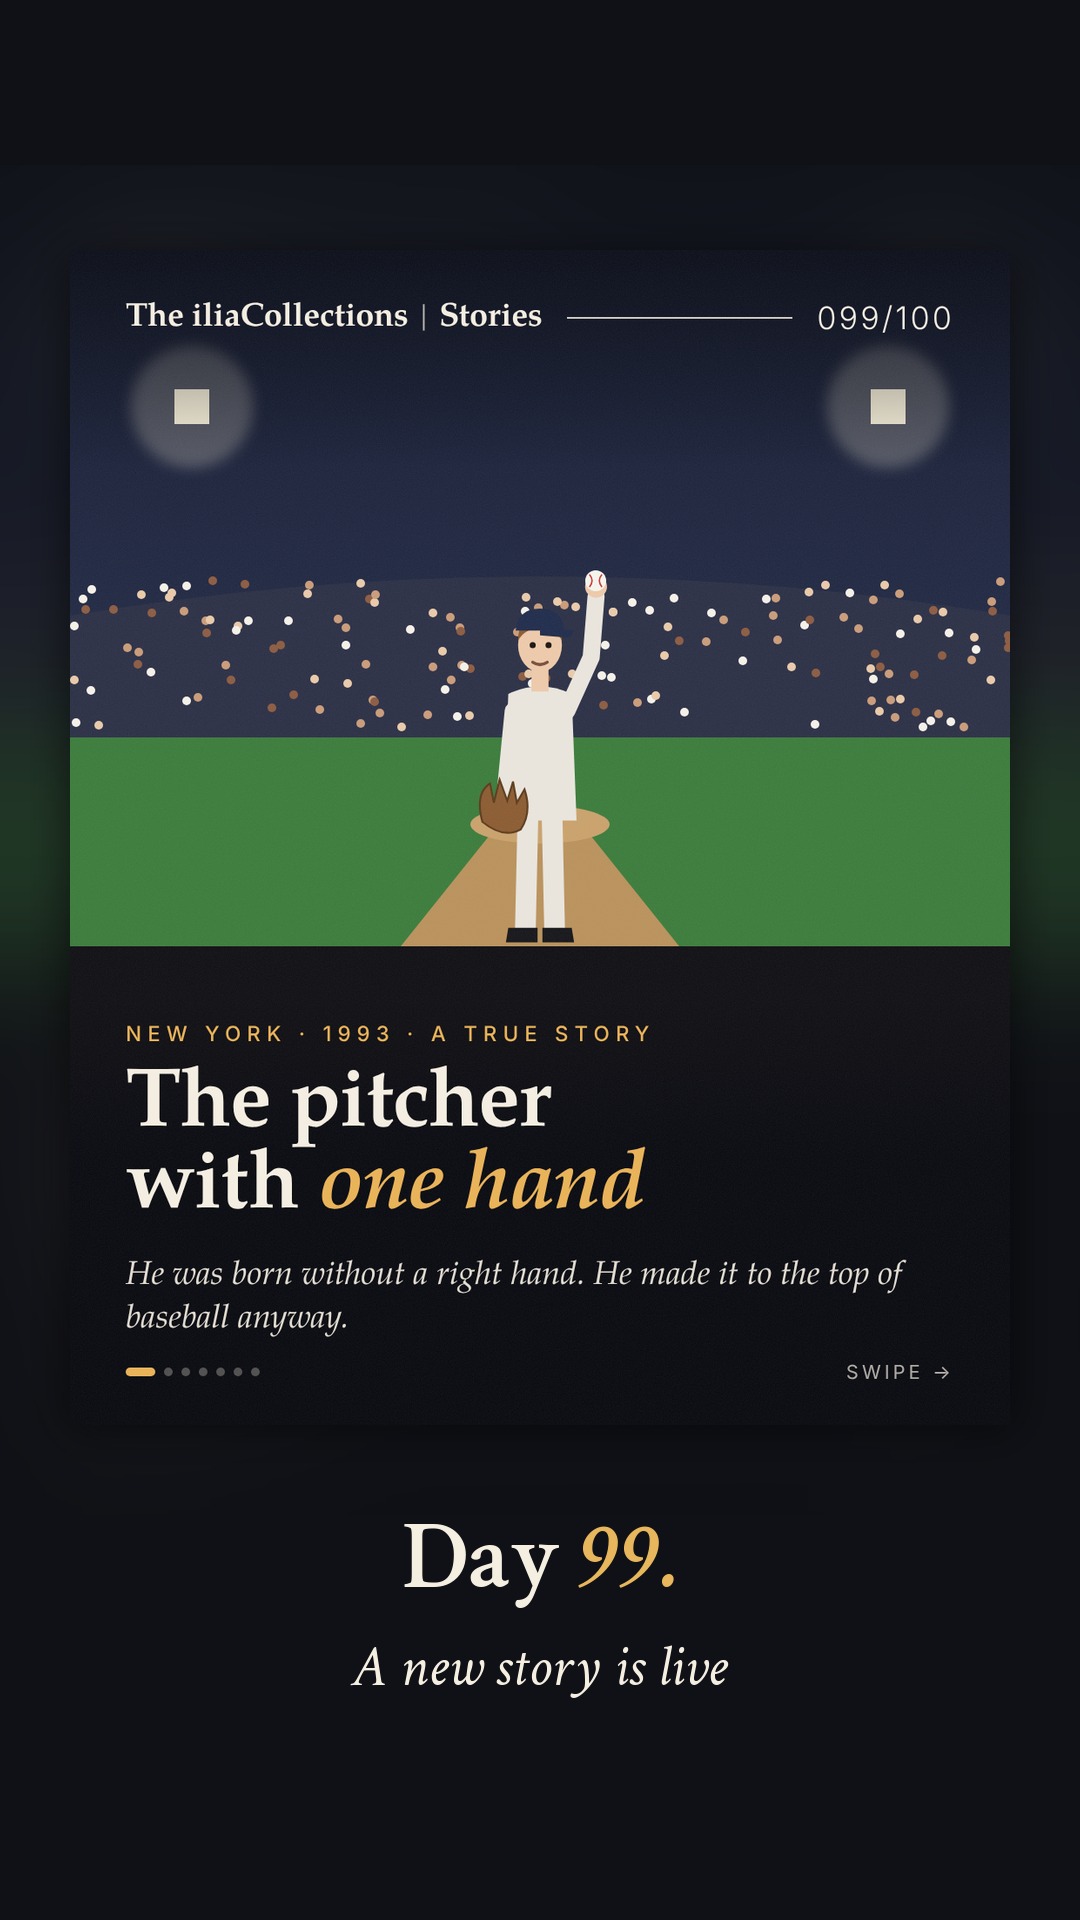 The iliaCollections | Stories 099/100
NEW YORK · 1993 · A TRUE STORY
The pitcher
with one hand
He was born without a right hand. He made it to the top of
baseball anyway.
SWIPE →
Day 99.
A new story is live